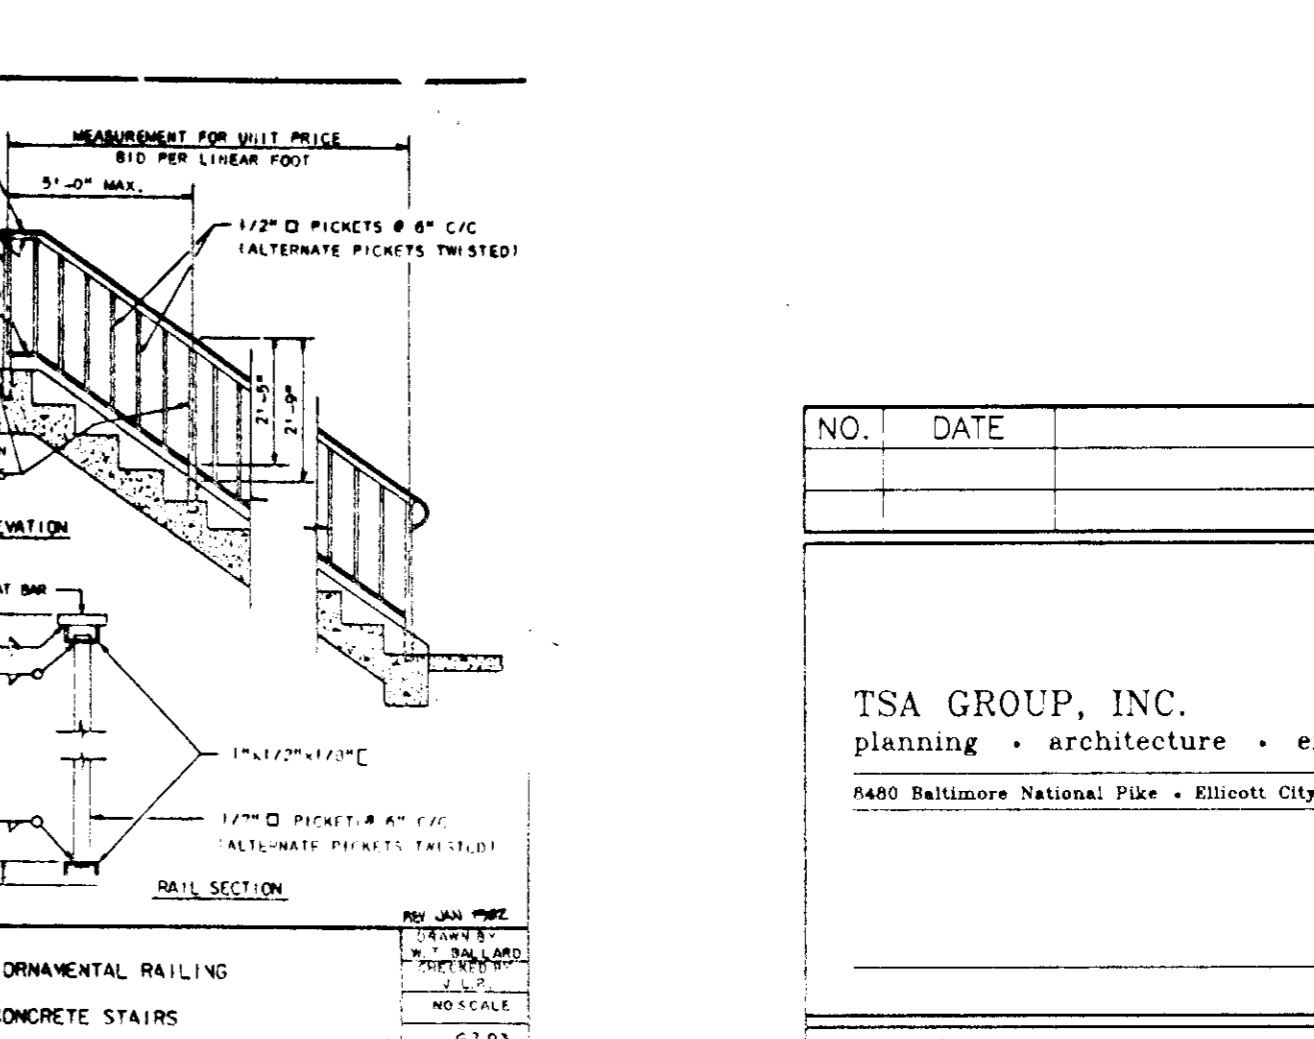 MEASUREMENT FOR UNIT PRICE
BID PER LINEAR FOOT
5'-0" MAX.
1/2" □ PICKETS @ 6" C/C
(ALTERNATE PICKETS TWISTED)
2'-5"
2'-9"
N
EVATION
AT BAR
1"x1/2"x1/8" [
1/2" □ PICKET @ 6" C/C
(ALTERNATE PICKETS TWISTED)
RAIL SECTION
REV JAN
DRAWN BY
W.T. BALLARD
CHECKED BY
J.L.P.
NO SCALE
ORNAMENTAL RAILING
CONCRETE STAIRS
NO. DATE
TSA GROUP, INC.
planning • architecture •
8480 Baltimore National Pike • Ellicott City